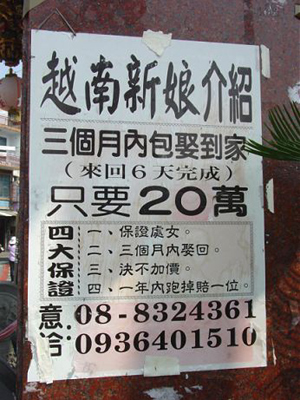 越南新娘介紹
三個月內包娶到家
(來回6天完成)
只要20萬
四大保證
一、保證處女。
二、三個月內娶回。
三、決不加價。
四、一年內跑掉賠一位。
意:08-8324361
冷:0936401510